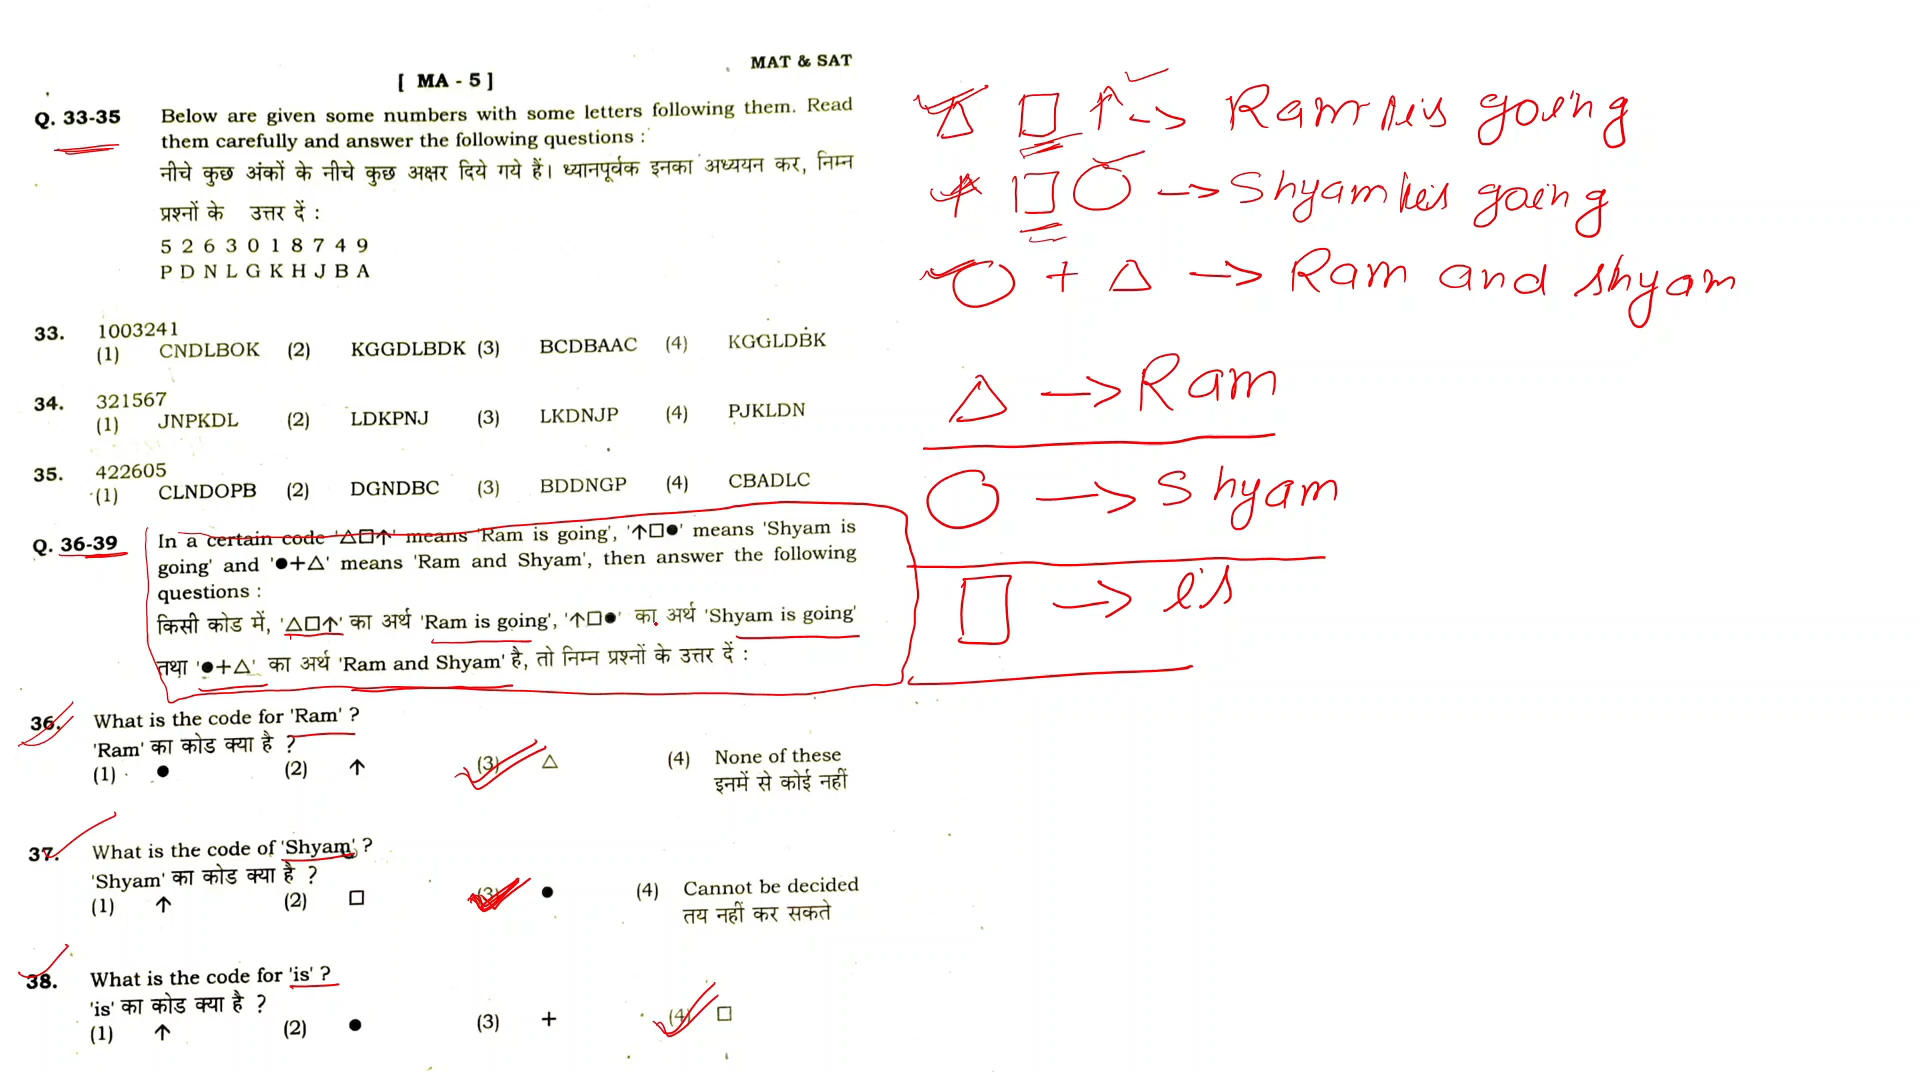 MAT & SAT
[ MA - 5 ]
Q. 33-35 Below are given some numbers with some letters following them. Read
them carefully and answer the following questions :
नीचे कुछ अंकों के नीचे कुछ अक्षर दिये गये हैं। ध्यानपूर्वक इनका अध्ययन कर, निम्न
प्रश्नों के उत्तर दें :
5 2 6 3 0 1 8 7 4 9
P D N L G K H J B A
33. 1003241
(1) CNDLBOK (2) KGGDLBDK (3) BCDBAAC (4) KGGLDBK
34. 321567
(1) JNPKDL (2) LDKPNJ (3) LKDNJP (4) PJKLDN
35. 422605
(1) CLNDOPB (2) DGNDBC (3) BDDNGP (4) CBADLC
Q. 36-39 In a certain code '△□↑' means 'Ram is going', '↑□●' means 'Shyam is
going' and '●+△' means 'Ram and Shyam', then answer the following
questions :
किसी कोड में, '△□↑' का अर्थ 'Ram is going', '↑□●' का अर्थ 'Shyam is going'
तथा '●+△' का अर्थ 'Ram and Shyam' है, तो निम्न प्रश्नों के उत्तर दें :
36. What is the code for 'Ram' ?
'Ram' का कोड क्या है ?
(1) ● (2) ↑ (3) △ (4) None of these
इनमें से कोई नहीं
37. What is the code of 'Shyam' ?
'Shyam' का कोड क्या है ?
(1) ↑ (2) □ (3) ● (4) Cannot be decided
तय नहीं कर सकते
38. What is the code for 'is' ?
'is' का कोड क्या है ?
(1) ↑ (2) ● (3) + (4) □
△ □ ↑ → Ram is going
↑ □ ○ → Shyam is going
○ + △ → Ram and shyam
△ → Ram
○ → Shyam
□ → is